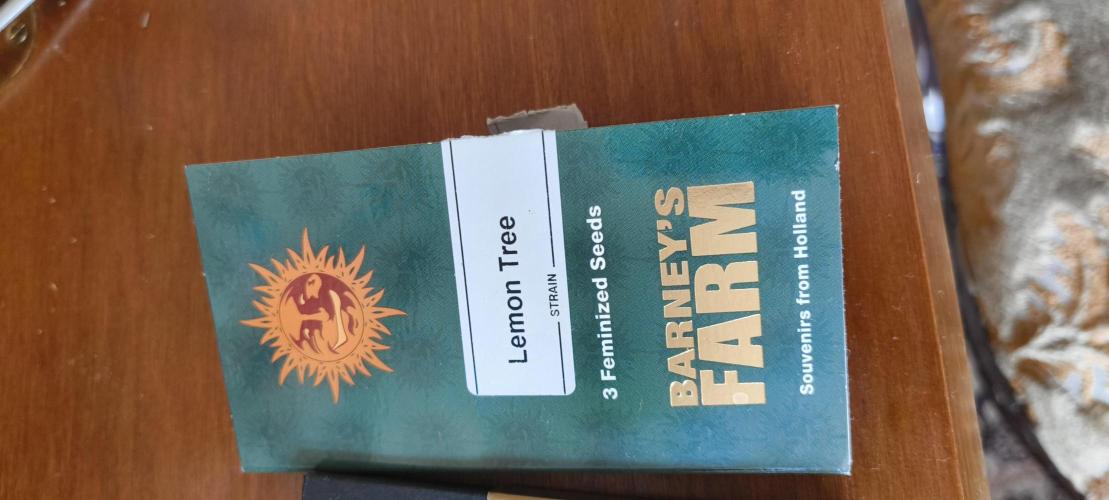 Lemon Tree
STRAIN
3 Feminized Seeds
BARNEY'S
FARM
Souvenirs from Holland